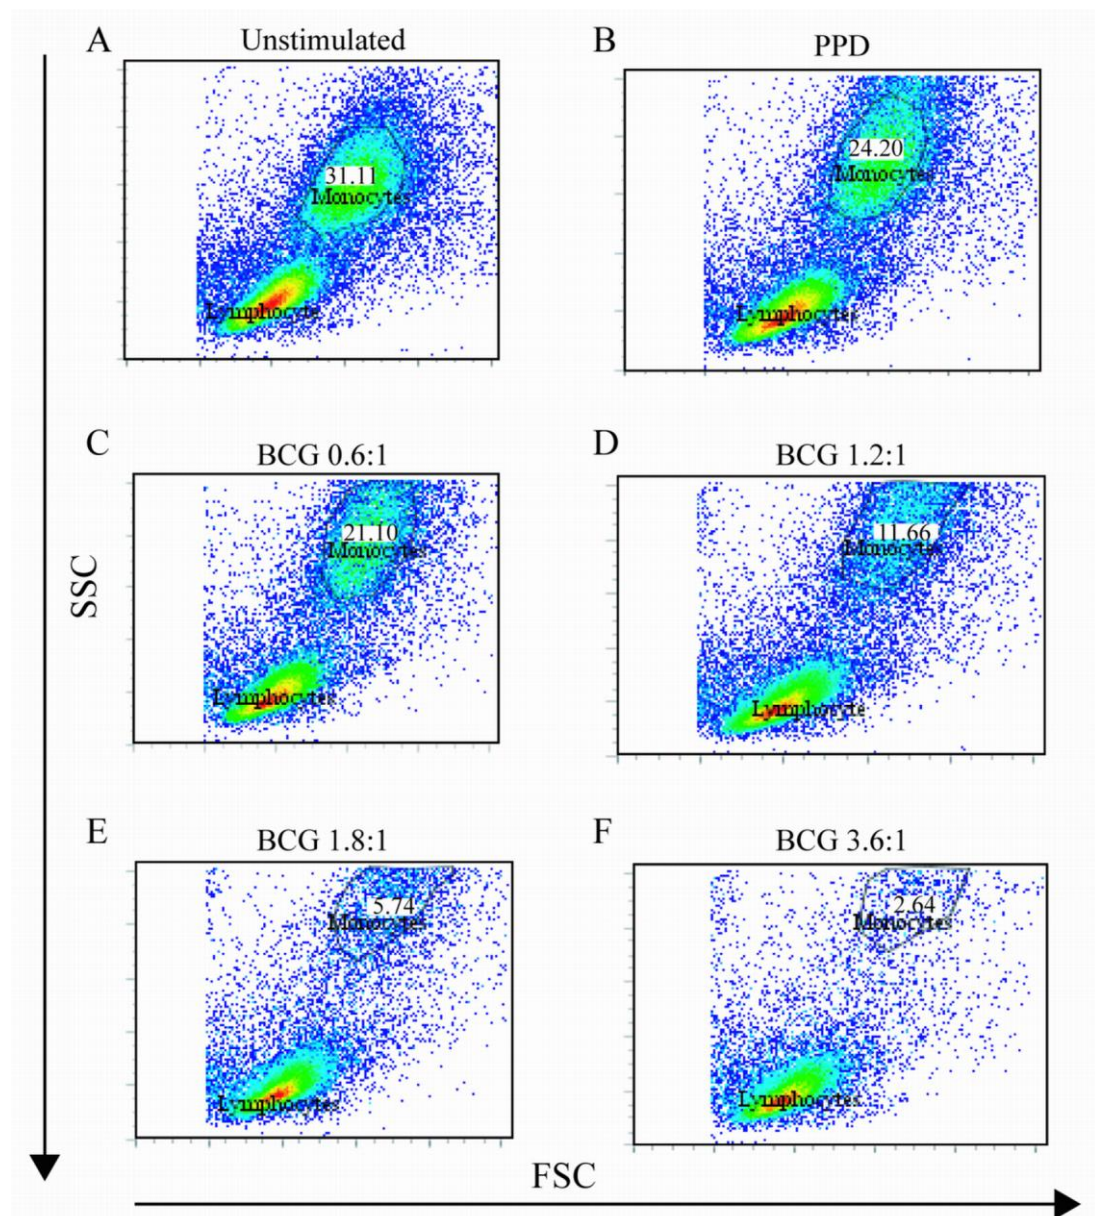 A
Unstimulated
31.11
Monocytes
Lymphocyte
B
PPD
24.20
Monocytes
Lymphocytes
C
BCG 0.6:1
21.10
Monocytes
Lymphocytes
D
BCG 1.2:1
11.66
Monocytes
Lymphocyte
SSC
E
BCG 1.8:1
5.74
Monocytes
Lymphocytes
F
BCG 3.6:1
2.64
Monocytes
Lymphocytes
FSC